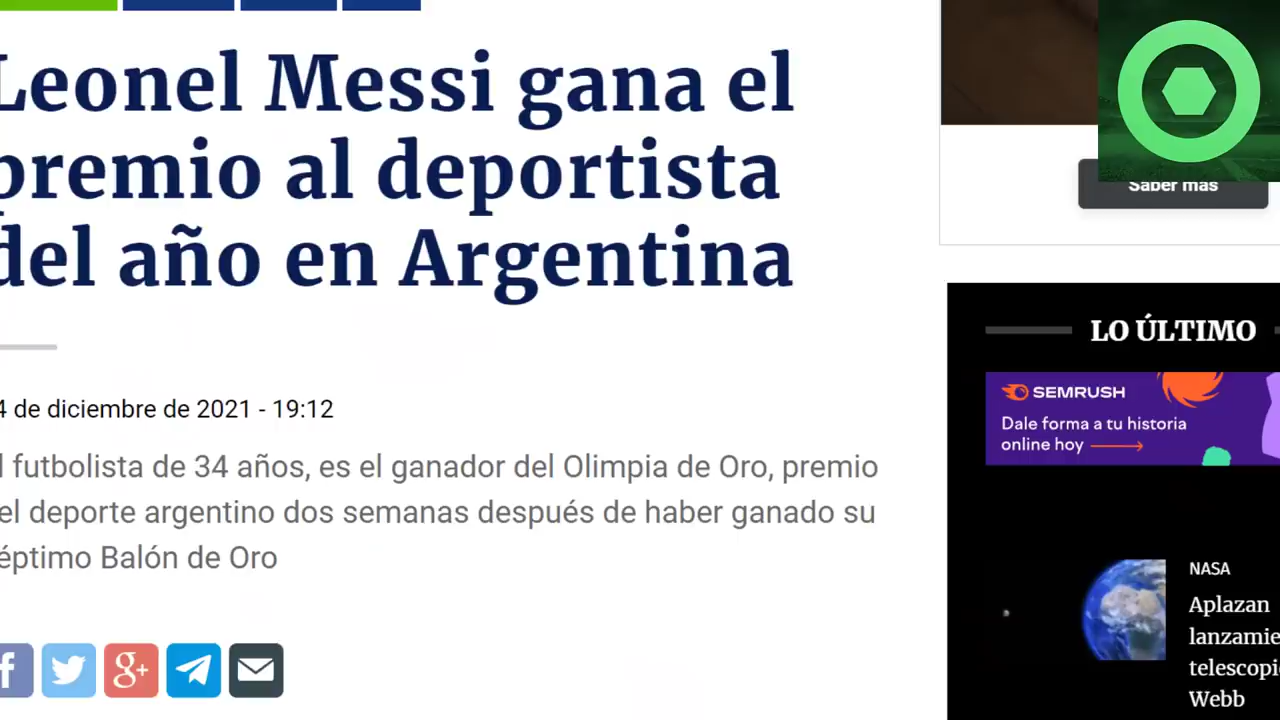 Leonel Messi gana el
premio al deportista
del año en Argentina
4 de diciembre de 2021 - 19:12
l futbolista de 34 años, es el ganador del Olimpia de Oro, premio
el deporte argentino dos semanas después de haber ganado su
éptimo Balón de Oro
Saber más
LO ÚLTIMO
SEMRUSH
Dale forma a tu historia
online hoy
NASA
Aplazan
lanzamie
telescopi
Webb